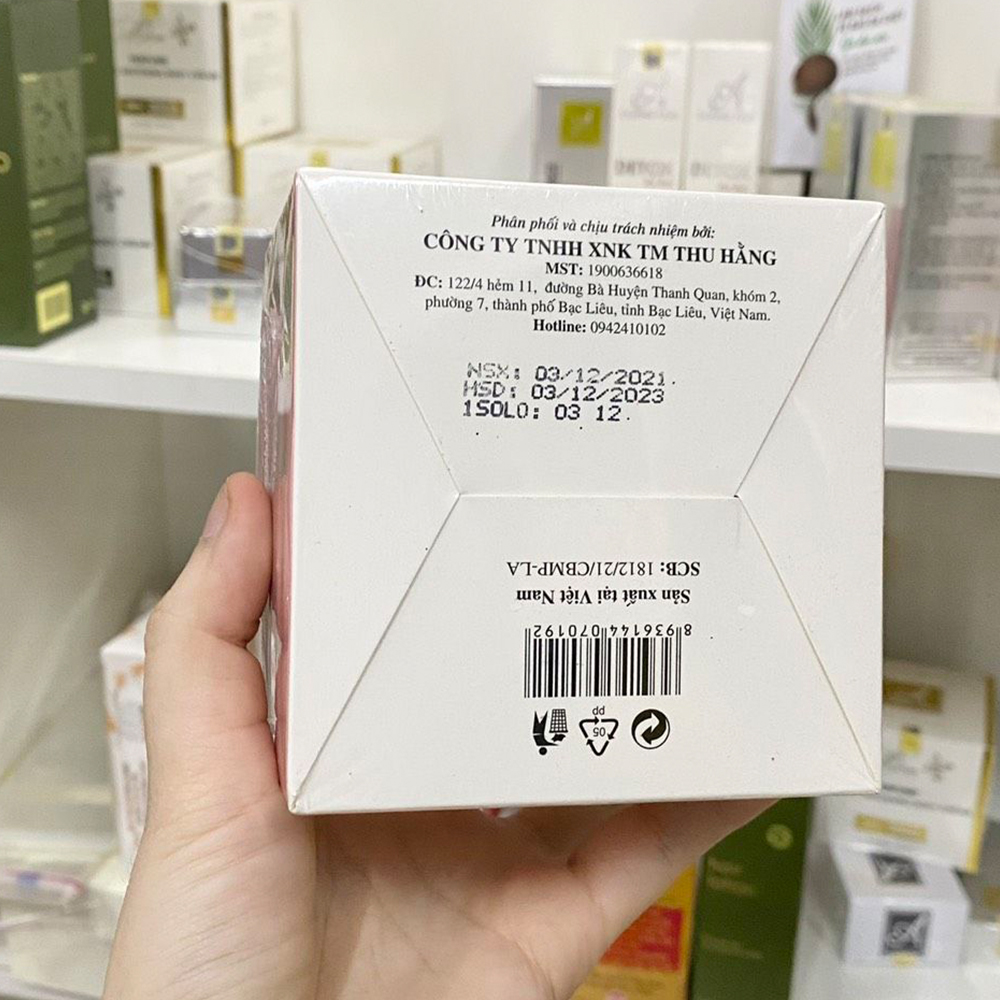 Phân phối và chịu trách nhiệm bởi:
CÔNG TY TNHH XNK TM THU HẰNG
MST: 1900636618
ĐC: 122/4 hẻm 11, đường Bà Huyện Thanh Quan, khóm 2,
phường 7, thành phố Bạc Liêu, tỉnh Bạc Liêu, Việt Nam.
Hotline: 0942410102
NSX: 03/12/2021.
HSD: 03/12/2023
1SOLO: 03 12.
SCB: 1812/21/CBMP-LA
Sản xuất tại Việt Nam
8 936144 070192
05
PP